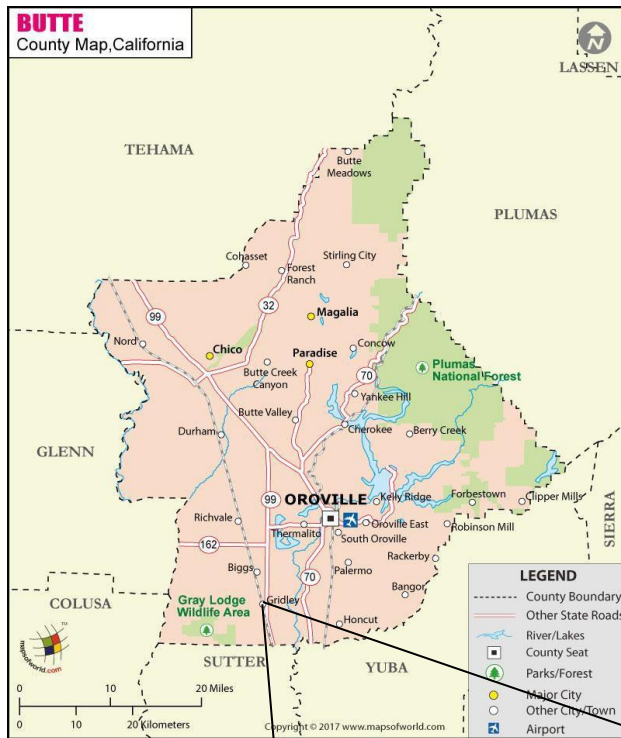 BUTTE
County Map,California
N
LASSEN
TEHAMA
Butte
Meadows
PLUMAS
Cohasset
Stirling City
Forest
Ranch
32
99
Magalia
Nord
Chico
Paradise
Concow
Butte Creek
Canyon
70
Plumas
National Forest
Yankee Hill
Butte Valley
Cherokee
Durham
Berry Creek
GLENN
99
OROVILLE
Kelly Ridge
Forbestown
Clipper Mills
Richvale
Thermalito
Oroville East
Robinson Mill
SIERRA
South Oroville
162
Rackerby
Biggs
70
Palermo
Bangor
COLUSA
Gray Lodge
Wildlife Area
Gridley
Honcut
SUTTER
YUBA
mapsofworld.com
0 10 20 Miles
0 10 20 Kilometers
Copyright © 2017 www.mapsofworld.com
LEGEND
County Boundary
Other State Roads
River/Lakes
County Seat
Parks/Forest
Major City
Other City/Town
Airport